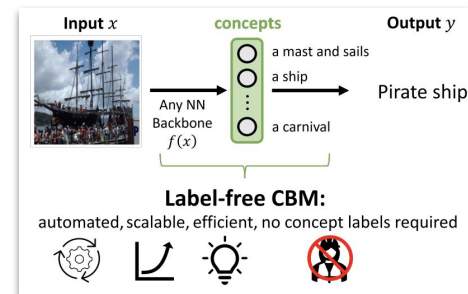 Input x
concepts
Output y
a mast and sails
a ship
a carnival
Any NN
Backbone
f(x)
Pirate ship
Label-free CBM:
automated, scalable, efficient, no concept labels required